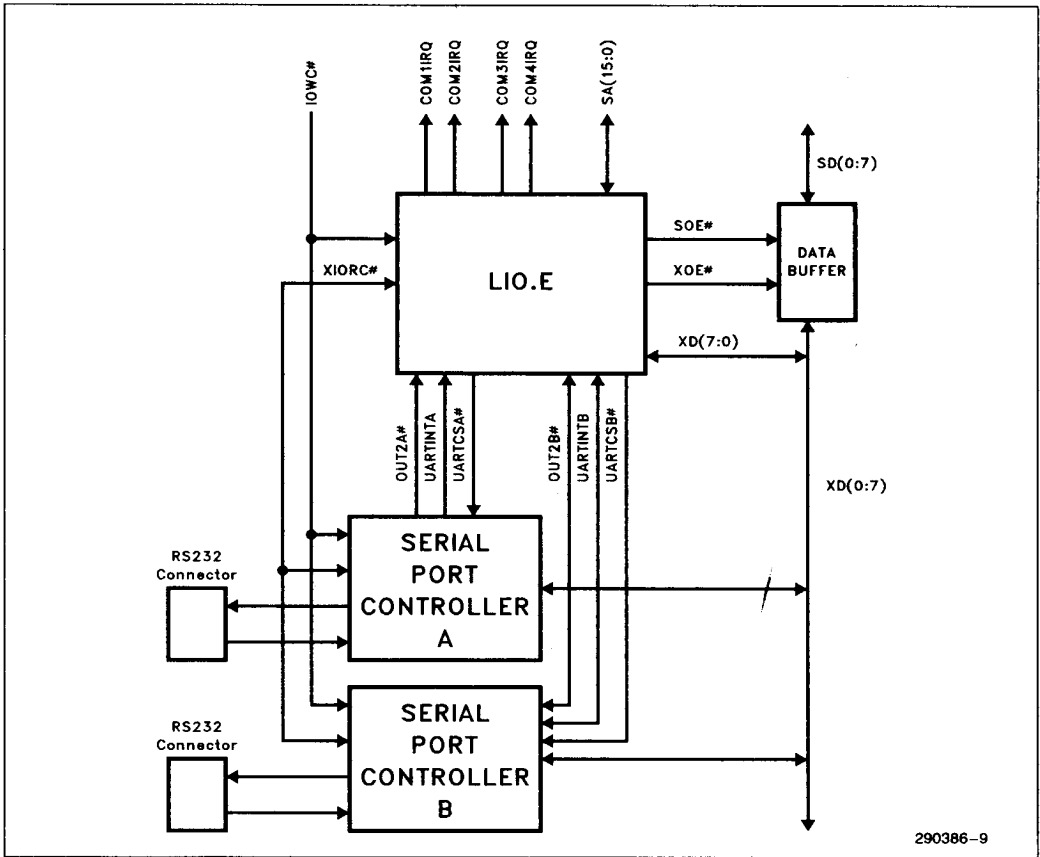 IOWC#
COM1IRQ
COM2IRQ
COM3IRQ
COM4IRQ
SA(15:0)
SD(0:7)
SOE#
DATA
BUFFER
XIORC#
LIO.E
XOE#
XD(7:0)
OUT2A#
UARTINTA
UARTCSA#
OUT2B#
UARTINTB
UARTCSB#
XD(0:7)
RS232
Connector
SERIAL
PORT
CONTROLLER
A
RS232
Connector
SERIAL
PORT
CONTROLLER
B
290386-9